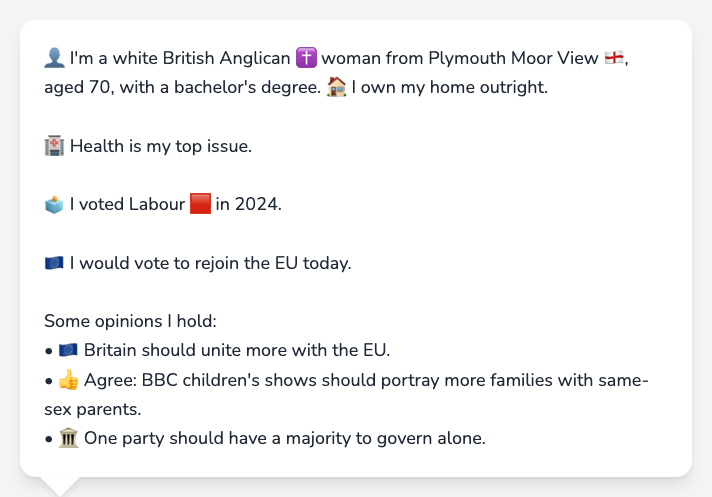 👤 I'm a white British Anglican ✝️ woman from Plymouth Moor View 🏴󠁧󠁢󠁥󠁮󠁧󠁿,
aged 70, with a bachelor's degree. 🏠 I own my home outright.
🏥 Health is my top issue.
🗳️ I voted Labour 🟥 in 2024.
🇪🇺 I would vote to rejoin the EU today.
Some opinions I hold:
• 🇪🇺 Britain should unite more with the EU.
• 👍 Agree: BBC children's shows should portray more families with same-
sex parents.
• 🏛️ One party should have a majority to govern alone.